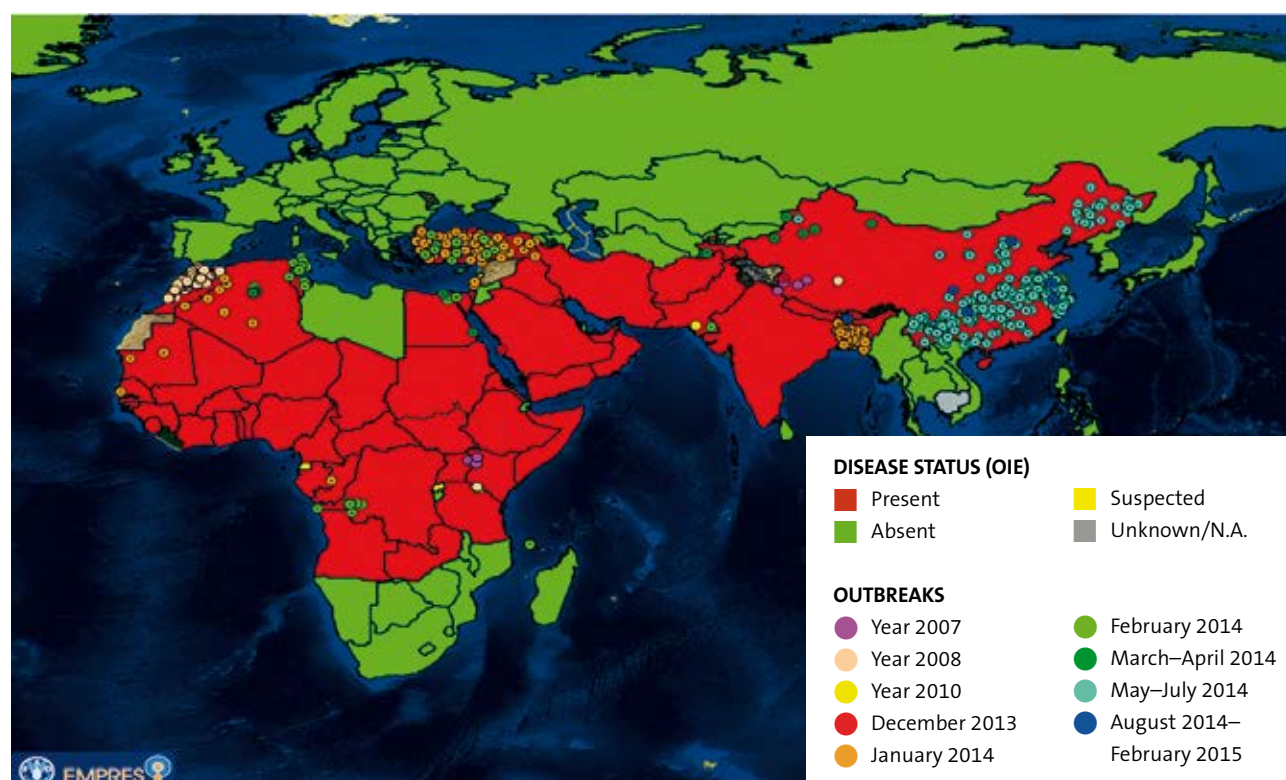 DISEASE STATUS (OIE)
Present
Absent
Suspected
Unknown/N.A.
OUTBREAKS
Year 2007
Year 2008
Year 2010
December 2013
January 2014
February 2014
March–April 2014
May–July 2014
August 2014–
February 2015
EMPRES